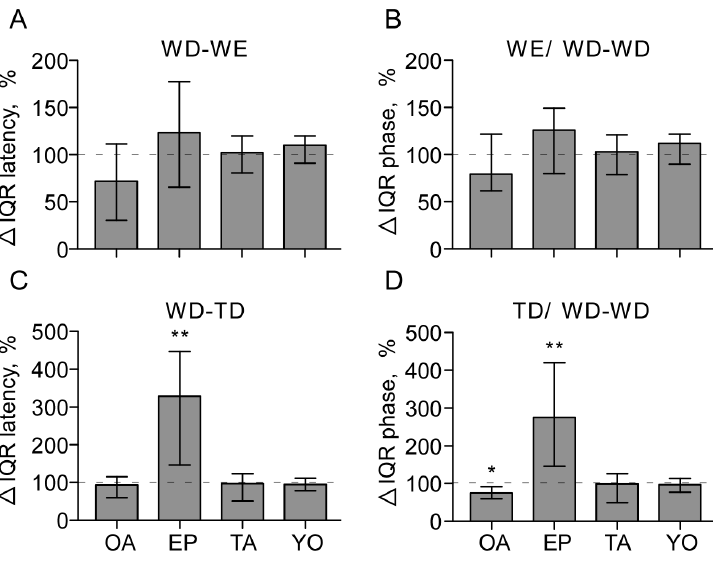 A
WD-WE
△ IQR latency, %
200
150
100
50
0
B
WE/ WD-WD
△ IQR phase, %
200
150
100
50
0
C
WD-TD
△ IQR latency, %
500
400
300
200
100
0
**
OA EP TA YO
D
TD/ WD-WD
△ IQR phase, %
500
400
300
200
100
0
*
**
OA EP TA YO